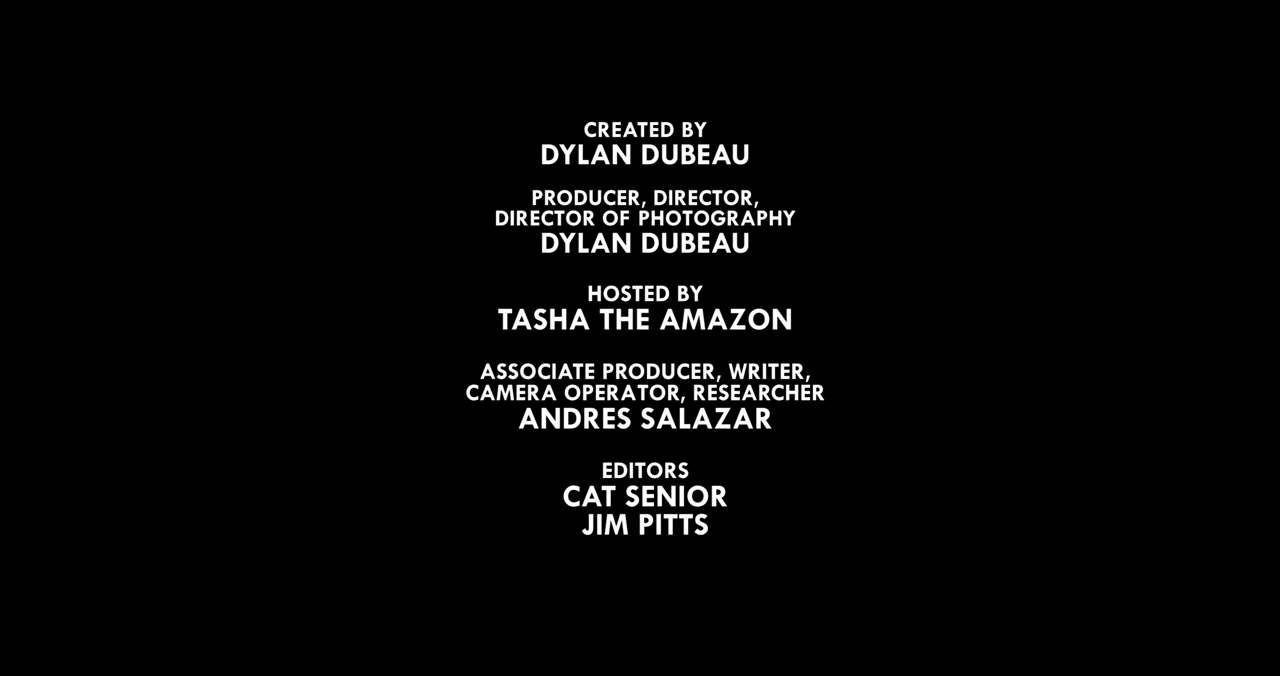 CREATED BY
DYLAN DUBEAU
PRODUCER, DIRECTOR,
DIRECTOR OF PHOTOGRAPHY
DYLAN DUBEAU
HOSTED BY
TASHA THE AMAZON
ASSOCIATE PRODUCER, WRITER,
CAMERA OPERATOR, RESEARCHER
ANDRES SALAZAR
EDITORS
CAT SENIOR
JIM PITTS